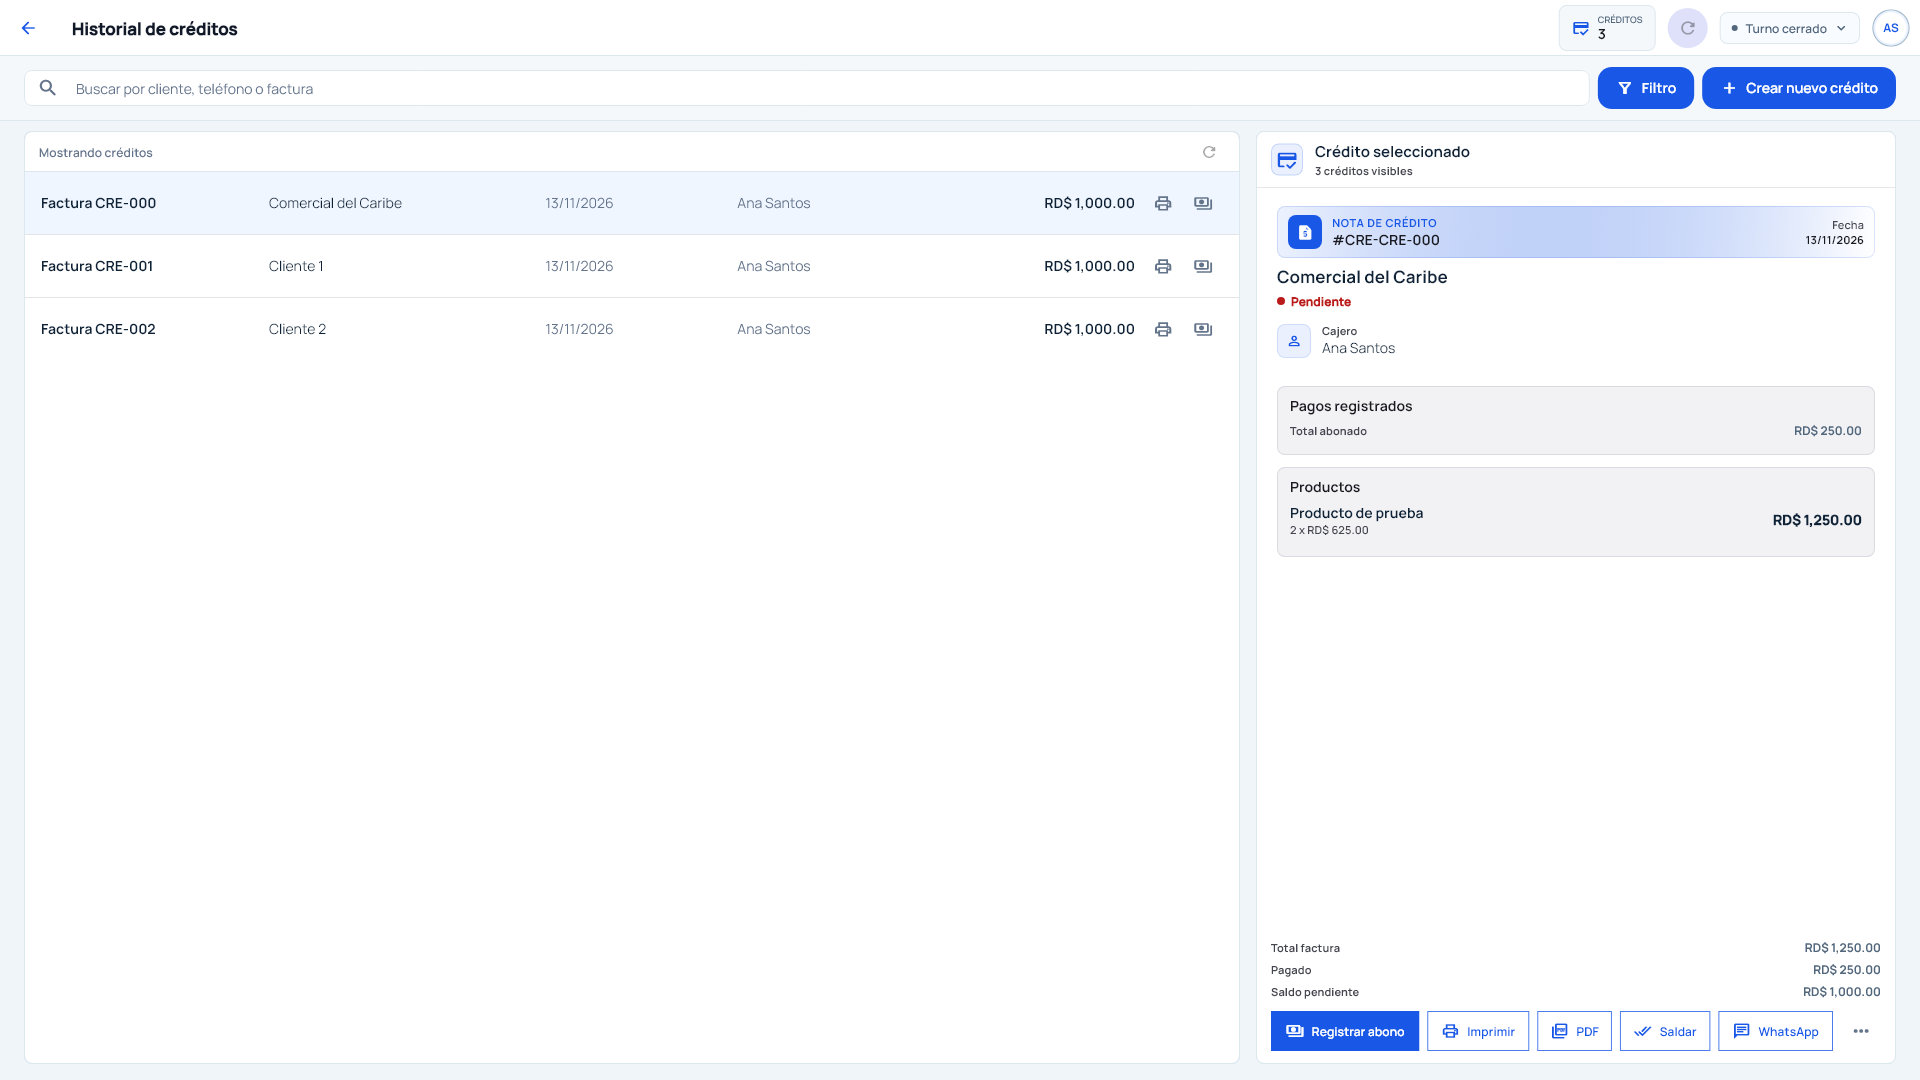 Historial de créditos
CRÉDITOS
3
Turno cerrado
AS
Buscar por cliente, teléfono o factura
Filtro
Crear nuevo crédito
Mostrando créditos
Factura CRE-000 Comercial del Caribe 13/11/2026 Ana Santos RD$ 1,000.00
Factura CRE-001 Cliente 1 13/11/2026 Ana Santos RD$ 1,000.00
Factura CRE-002 Cliente 2 13/11/2026 Ana Santos RD$ 1,000.00
Crédito seleccionado
3 créditos visibles
NOTA DE CRÉDITO
#CRE-CRE-000
Fecha
13/11/2026
Comercial del Caribe
Pendiente
Cajero
Ana Santos
Pagos registrados
Total abonado RD$ 250.00
Productos
Producto de prueba
2 x RD$ 625.00
RD$ 1,250.00
Total factura RD$ 1,250.00
Pagado RD$ 250.00
Saldo pendiente RD$ 1,000.00
Registrar abono
Imprimir
PDF
Saldar
WhatsApp